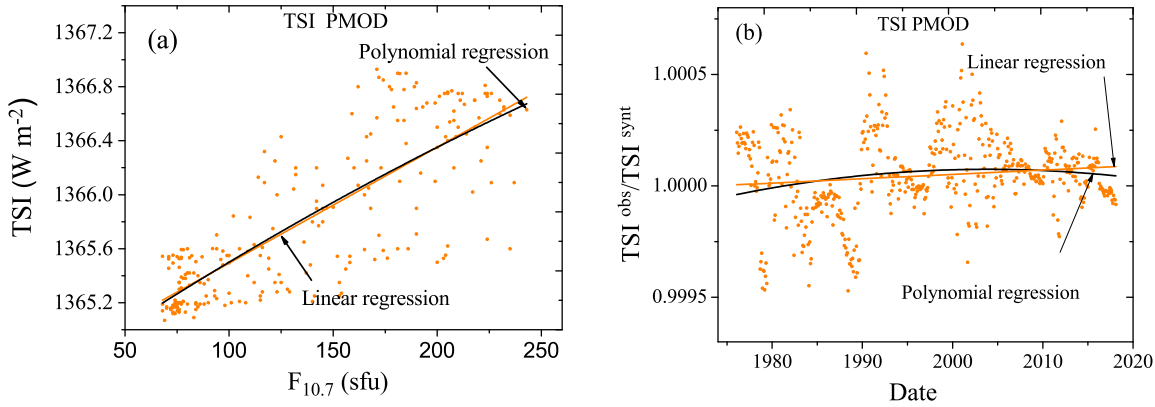 TSI PMOD
(a)
Polynomial regression
Linear regression
TSI (W m-2)
1367.2
1366.8
1366.4
1366.0
1365.6
1365.2
50
100
150
200
250
F10.7 (sfu)
TSI PMOD
(b)
Linear regression
Polynomial regression
TSI obs/TSI synt
1.0005
1.0000
0.9995
1980
1990
2000
2010
2020
Date